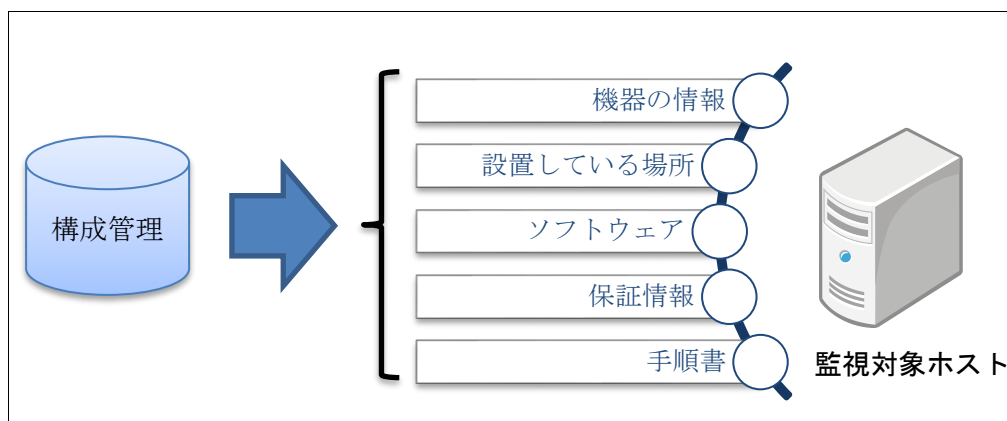 構成管理
機器の情報
設置している場所
ソフトウェア
保証情報
手順書
監視対象ホスト